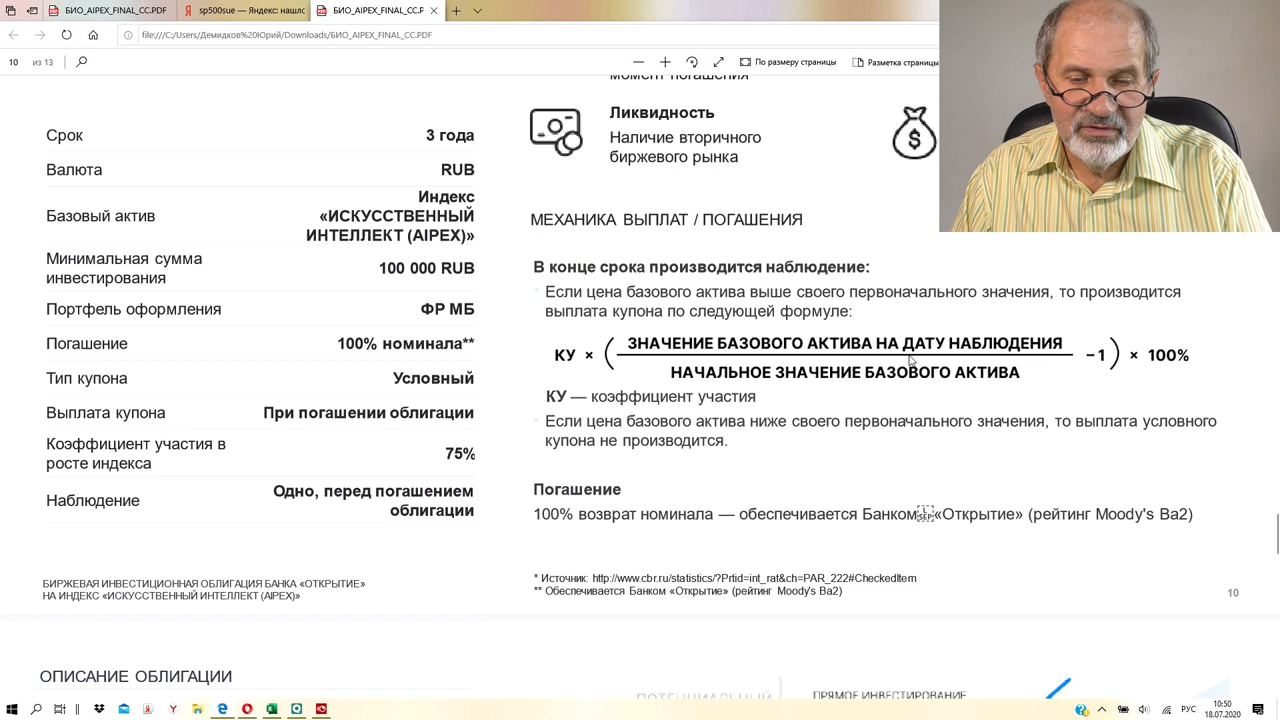 БИО_AIPEX_FINAL_CC.PDF
sp500sue — Яндекс: нашло
БИО_AIPEX_FINAL_CC.P
file:///C:/Users/Демидков%20Юрий/Downloads/БИО_AIPEX_FINAL_CC.PDF
10 из 13
По размеру страницы
Разметка страницы
момент погашения
Ликвидность
Наличие вторичного
биржевого рынка
Срок 3 года
Валюта RUB
Базовый актив Индекс
«ИСКУССТВЕННЫЙ
ИНТЕЛЛЕКТ (AIPEX)»
Минимальная сумма
инвестирования 100 000 RUB
Портфель оформления ФР МБ
Погашение 100% номинала**
Тип купона Условный
Выплата купона При погашении облигации
Коэффициент участия в
росте индекса 75%
Наблюдение Одно, перед погашением
облигации
БИРЖЕВАЯ ИНВЕСТИЦИОННАЯ ОБЛИГАЦИЯ БАНКА «ОТКРЫТИЕ»
НА ИНДЕКС «ИСКУССТВЕННЫЙ ИНТЕЛЛЕКТ (AIPEX)»
МЕХАНИКА ВЫПЛАТ / ПОГАШЕНИЯ
В конце срока производится наблюдение:
Если цена базового актива выше своего первоначального значения, то производится
выплата купона по следующей формуле:
КУ × ( ЗНАЧЕНИЕ БАЗОВОГО АКТИВА НА ДАТУ НАБЛЮДЕНИЯ
НАЧАЛЬНОЕ ЗНАЧЕНИЕ БАЗОВОГО АКТИВА − 1 ) × 100%
КУ — коэффициент участия
Если цена базового актива ниже своего первоначального значения, то выплата условного
купона не производится.
Погашение
100% возврат номинала — обеспечивается Банком «Открытие» (рейтинг Moody's Ba2)
* Источник: http://www.cbr.ru/statistics/?Prtid=int_rat&ch=PAR_222#CheckedItem
** Обеспечивается Банком «Открытие» (рейтинг Moody's Ba2)
10
ОПИСАНИЕ ОБЛИГАЦИИ
ПОТЕНЦИАЛЬНЫЙ
ПРЯМОЕ ИНВЕСТИРОВАНИЕ
РУС
10:50
18.07.2020